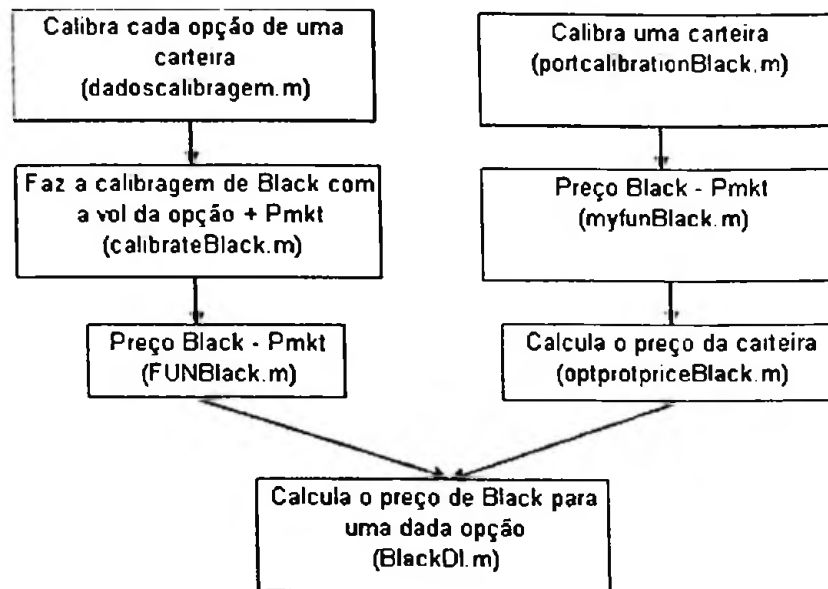 Calibra cada opção de uma
carteira
(dadoscalibragem.m)
Calibra uma carteira
(portcalibrationBlack.m)
Faz a calibragem de Black com
a vol da opção + Pmkt
(calibrateBlack.m)
Preço Black - Pmkt
(myfunBlack.m)
Preço Black - Pmkt
(FUNBlack.m)
Calcula o preço da carteira
(optprotpriceBlack.m)
Calcula o preço de Black para
uma dada opção
(BlackDI.m)